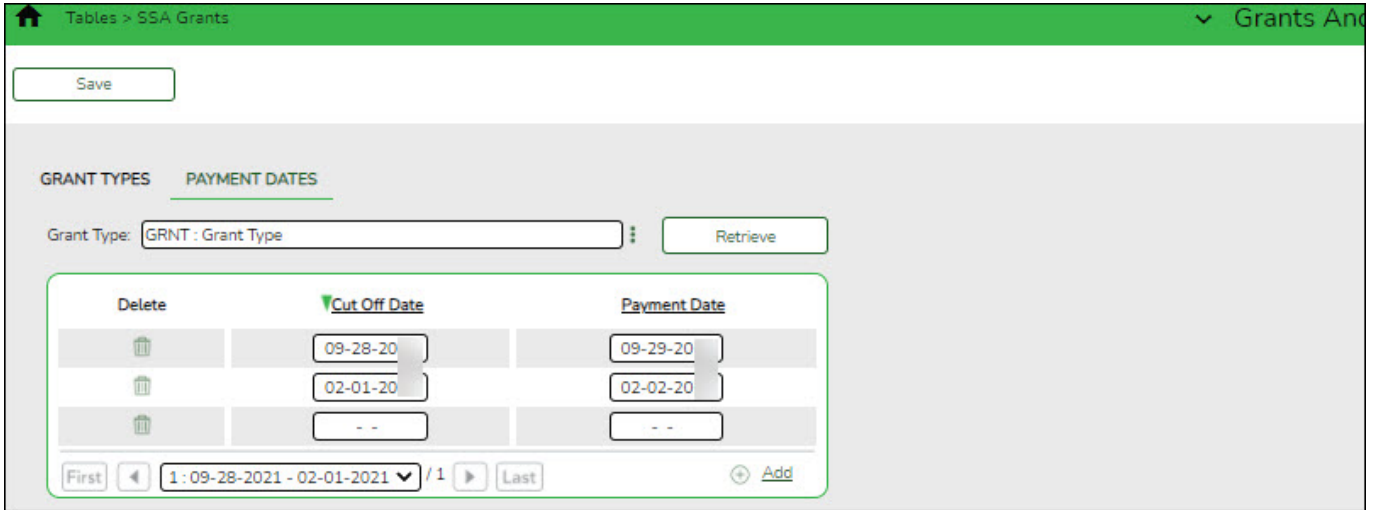 Tables > SSA Grants
Grants And
Save
GRANT TYPES PAYMENT DATES
Grant Type: GRNT : Grant Type Retrieve
Delete Cut Off Date Payment Date
09-28-20 09-29-20
02-01-20 02-02-20
- - - -
First 1 : 09-28-2021 - 02-01-2021 / 1 Last Add